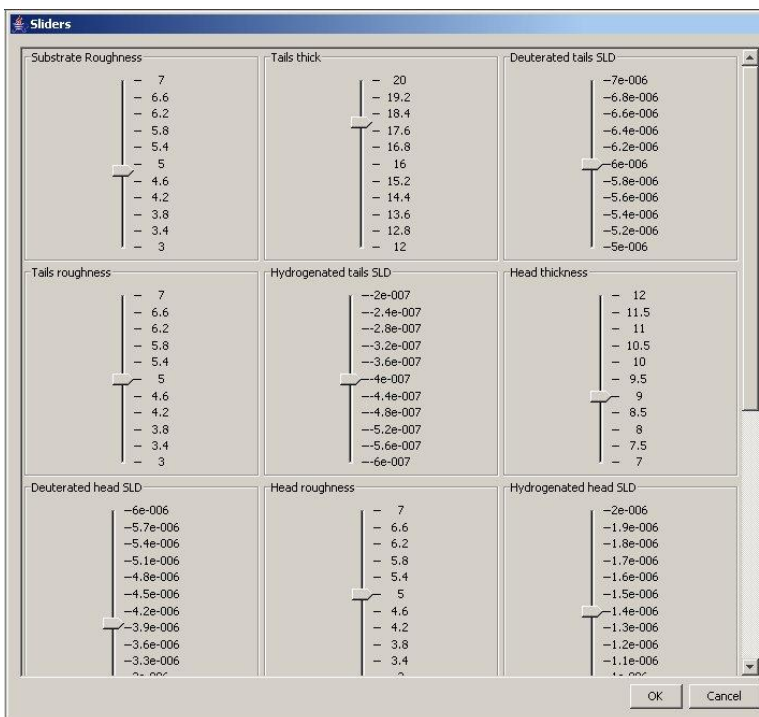 Sliders
Substrate Roughness
7
6.6
6.2
5.8
5.4
5
4.6
4.2
3.8
3.4
3
Tails thick
20
19.2
18.4
17.6
16.8
16
15.2
14.4
13.6
12.8
12
Deuterated tails SLD
7e-006
6.8e-006
6.6e-006
6.4e-006
6.2e-006
6e-006
5.8e-006
5.6e-006
5.4e-006
5.2e-006
5e-006
Tails roughness
7
6.6
6.2
5.8
5.4
5
4.6
4.2
3.8
3.4
3
Hydrogenated tails SLD
-2e-007
-2.4e-007
-2.8e-007
-3.2e-007
-3.6e-007
-4e-007
-4.4e-007
-4.8e-007
-5.2e-007
-5.6e-007
-6e-007
Head thickness
12
11.5
11
10.5
10
9.5
9
8.5
8
7.5
7
Deuterated head SLD
6e-006
5.7e-006
5.4e-006
5.1e-006
4.8e-006
4.5e-006
4.2e-006
3.9e-006
3.6e-006
3.3e-006
Head roughness
7
6.6
6.2
5.8
5.4
5
4.6
4.2
3.8
3.4
Hydrogenated head SLD
2e-006
1.9e-006
1.8e-006
1.7e-006
1.6e-006
1.5e-006
1.4e-006
1.3e-006
1.2e-006
1.1e-006
OK
Cancel